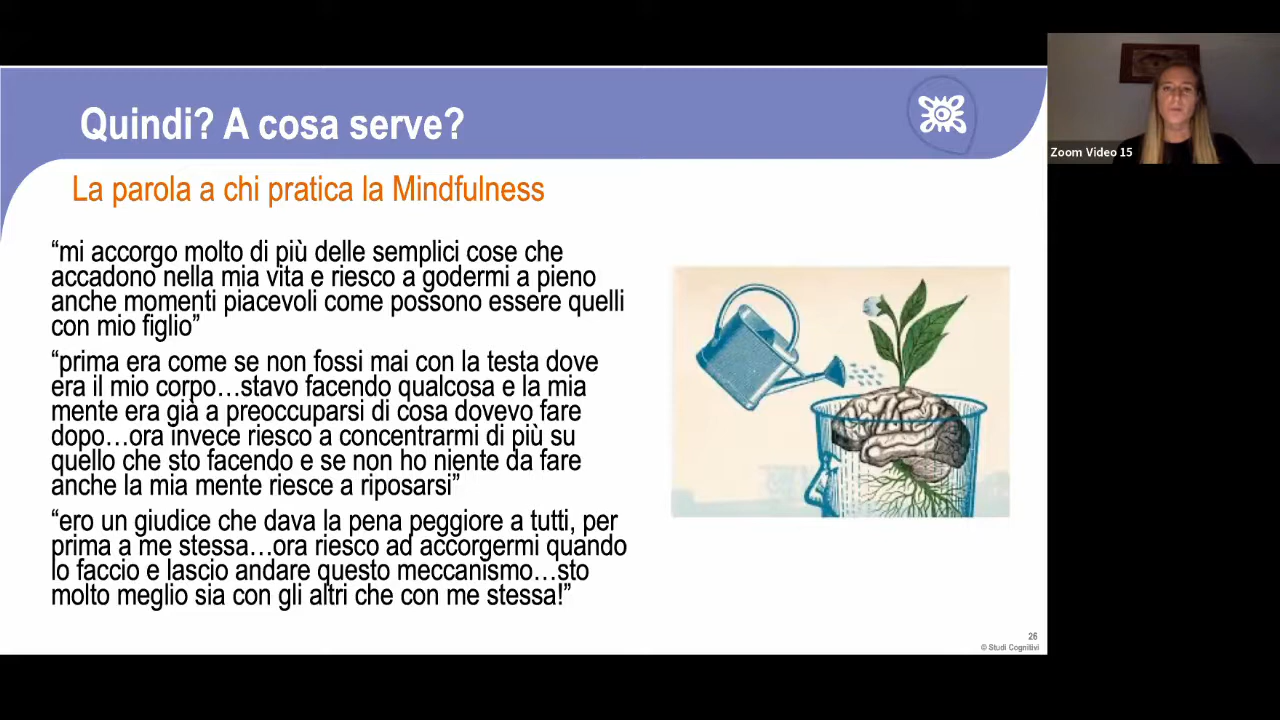 Quindi? A cosa serve?
Zoom Video 15
La parola a chi pratica la Mindfulness
“mi accorgo molto di più delle semplici cose che
accadono nella mia vita e riesco a godermi a pieno
anche momenti piacevoli come possono essere quelli
con mio figlio”
“prima era come se non fossi mai con la testa dove
era il mio corpo…stavo facendo qualcosa e la mia
mente era già a preoccuparsi di cosa dovevo fare
dopo…ora invece riesco a concentrarmi di più su
quello che sto facendo e se non ho niente da fare
anche la mia mente riesce a riposarsi”
“ero un giudice che dava la pena peggiore a tutti, per
prima a me stessa…ora riesco ad accorgermi quando
lo faccio e lascio andare questo meccanismo…sto
molto meglio sia con gli altri che con me stessa!”
26
© Studi Cognitivi